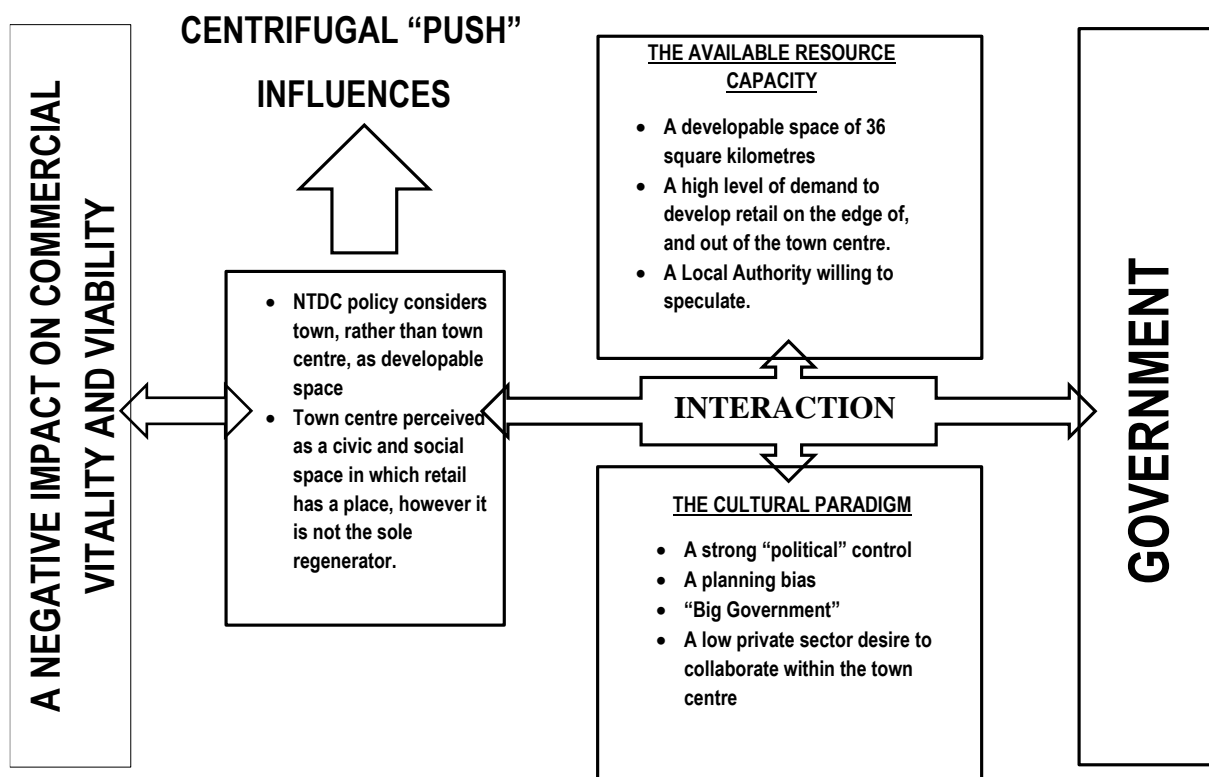 A NEGATIVE IMPACT ON COMMERCIAL
VITALITY AND VIABILITY
CENTRIFUGAL “PUSH”
INFLUENCES
• NTDC policy considers
town, rather than town
centre, as developable
space
• Town centre perceived
as a civic and social
space in which retail
has a place, however it
is not the sole
regenerator.
THE AVAILABLE RESOURCE
CAPACITY
• A developable space of 36
square kilometres
• A high level of demand to
develop retail on the edge of,
and out of the town centre.
• A Local Authority willing to
speculate.
INTERACTION
THE CULTURAL PARADIGM
• A strong “political” control
• A planning bias
• “Big Government”
• A low private sector desire to
collaborate within the town
centre
GOVERNMENT